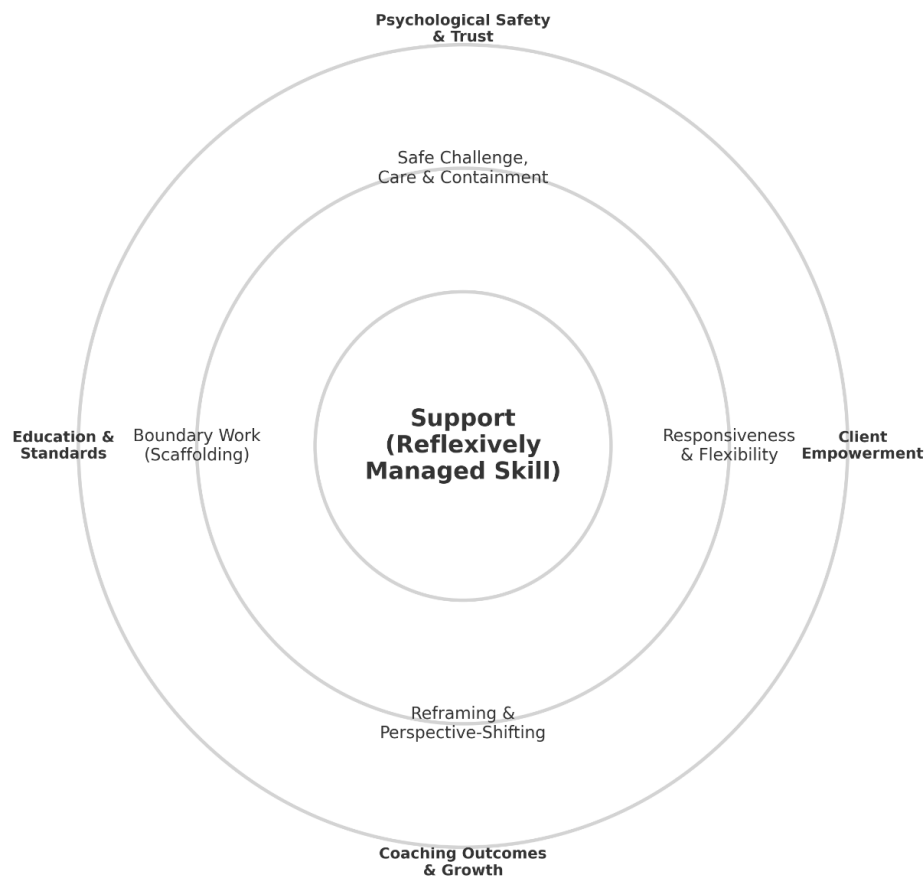 Psychological Safety
& Trust
Safe Challenge,
Care & Containment
Education &
Standards
Boundary Work
(Scaffolding)
Support
(Reflexively
Managed Skill)
Responsiveness
& Flexibility
Client
Empowerment
Reframing &
Perspective-Shifting
Coaching Outcomes
& Growth